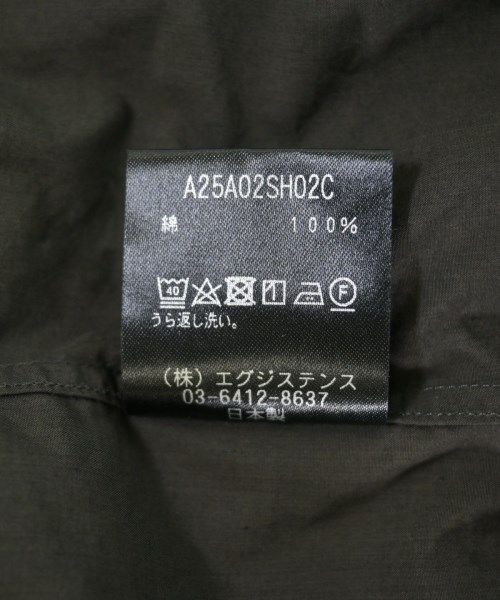 A25A02SH02C
綿 100%
40 F
うら返し洗い。
(株) エグジステンス
03-6412-8637
日本製